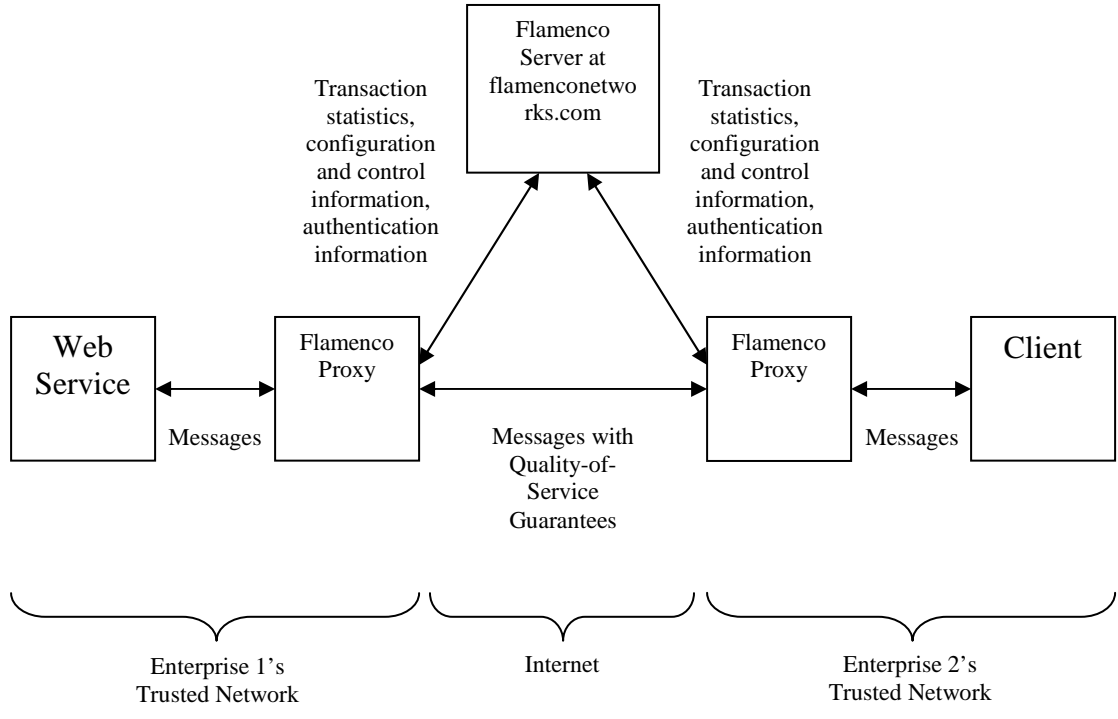 Flamenco
Server at
flamenconetwo
rks.com
Transaction
statistics,
configuration
and control
information,
authentication
information
Transaction
statistics,
configuration
and control
information,
authentication
information
Web
Service
Flamenco
Proxy
Flamenco
Proxy
Client
Messages
Messages with
Quality-of-
Service
Guarantees
Messages
Enterprise 1’s
Trusted Network
Internet
Enterprise 2’s
Trusted Network